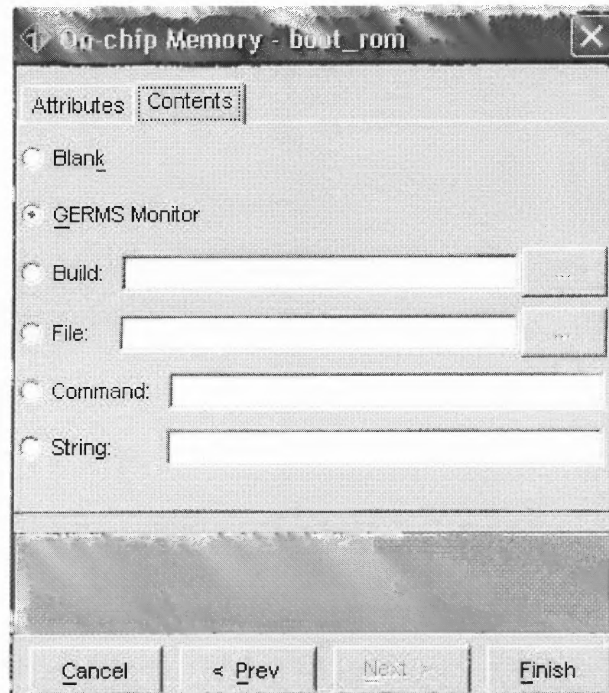 On-chip Memory - boot_rom
Attributes Contents
Blank
GERMS Monitor
Build: ...
File: ...
Command:
String:
Cancel < Prev Next > Finish